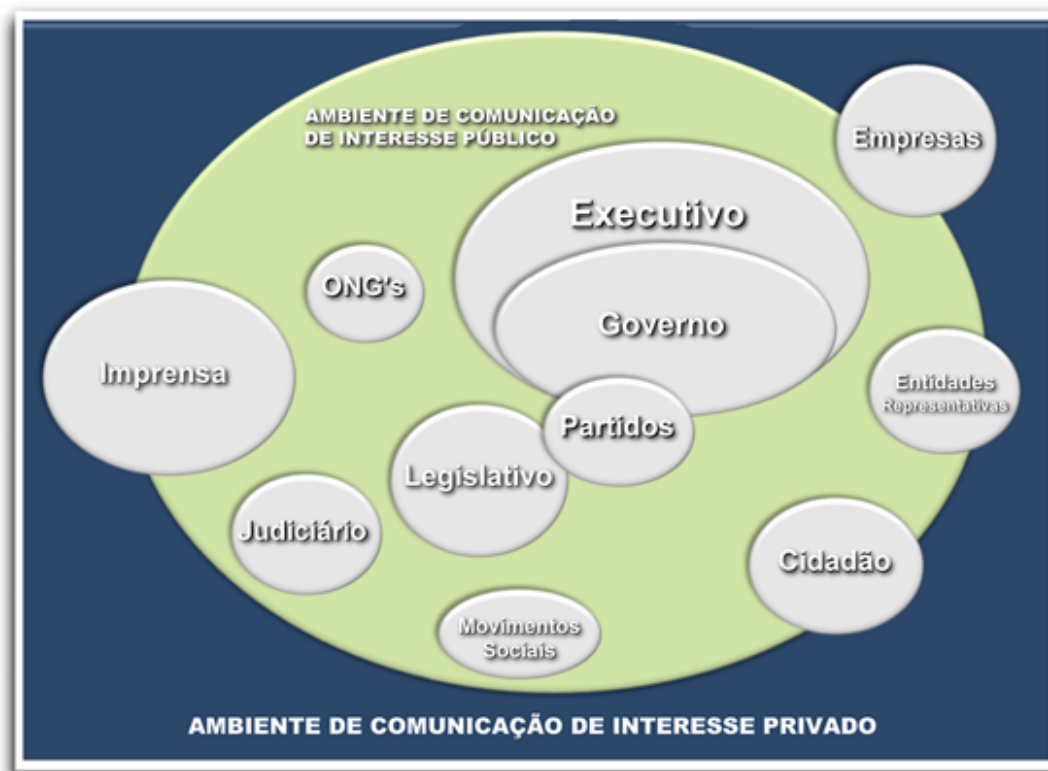 AMBIENTE DE COMUNICAÇÃO
DE INTERESSE PÚBLICO
Empresas
Executivo
ONG's
Governo
Imprensa
Entidades
Representativas
Partidos
Legislativo
Judiciário
Cidadão
Movimentos
Sociais
AMBIENTE DE COMUNICAÇÃO DE INTERESSE PRIVADO